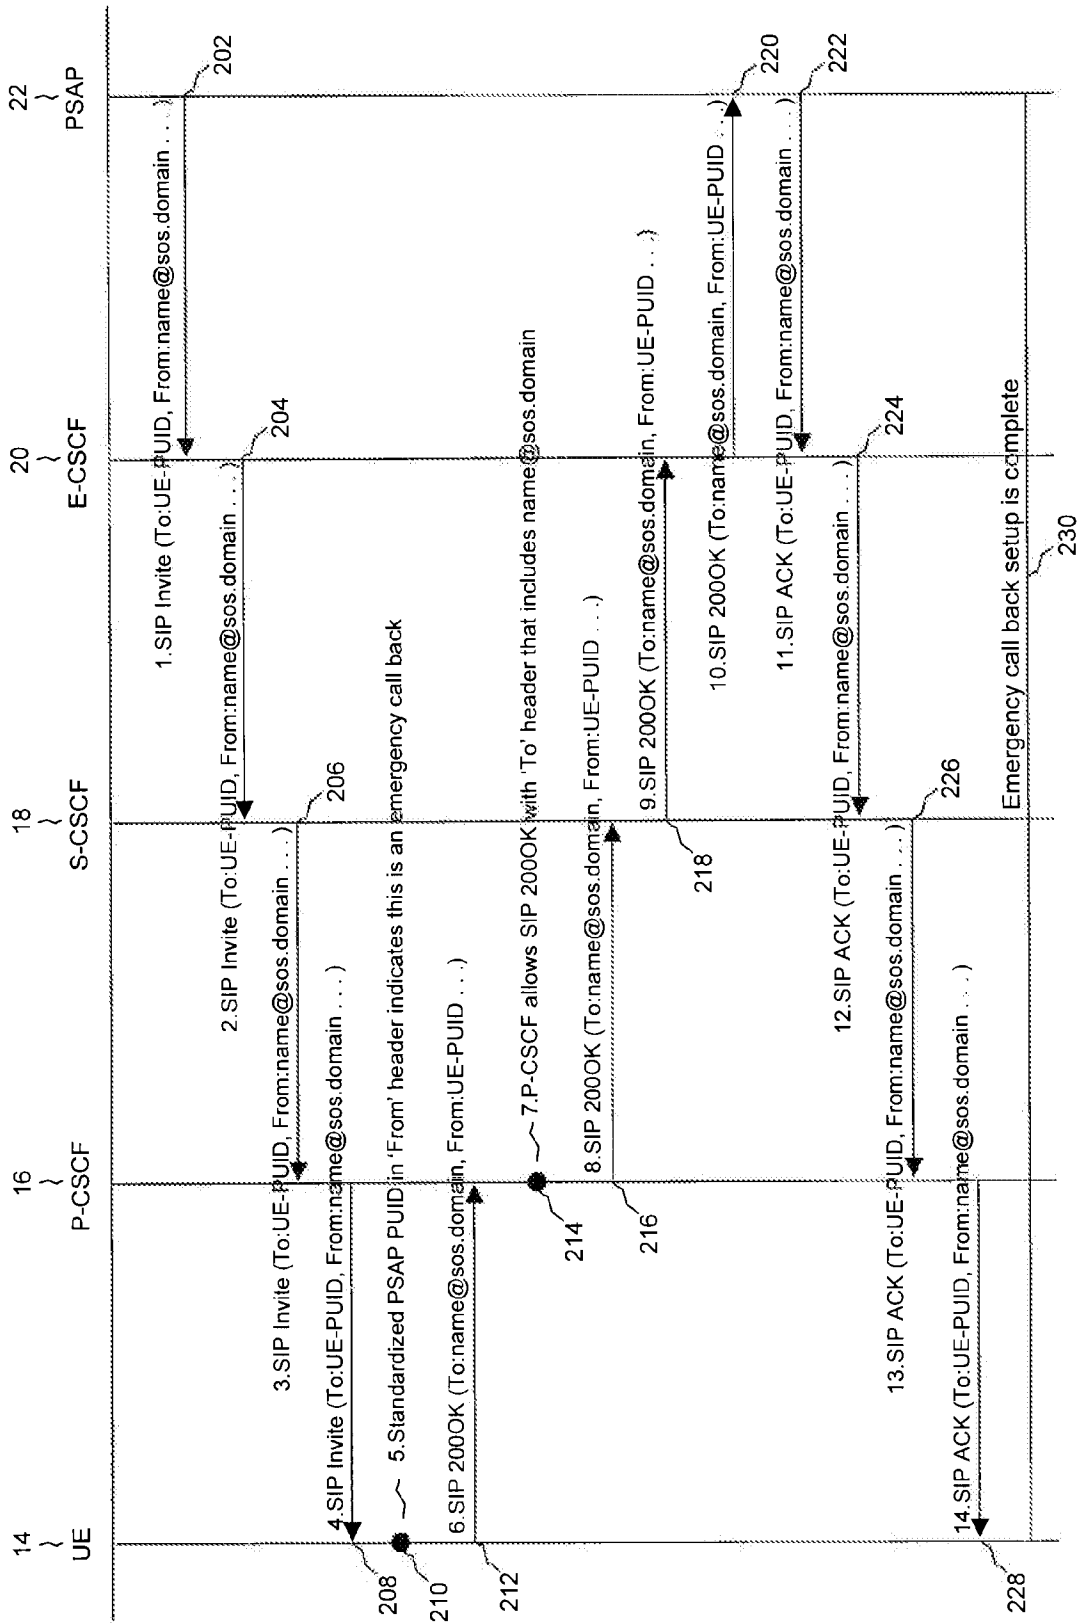 14
UE
16
P-CSCF
18
S-CSCF
20
E-CSCF
22
PSAP
1.SIP Invite (To:UE-PUID, From:name@sos.domain . . . )
202
2.SIP Invite (To:UE-PUID, From:name@sos.domain . . . )
204
3.SIP Invite (To:UE-PUID, From:name@sos.domain . . . )
206
4.SIP Invite (To:UE-PUID, From:name@sos.domain . . . )
208
5.Standardized PSAP PUID in 'From' header indicates this is an emergency call back
210
6.SIP 200OK (To:name@sos.domain, From:UE-PUID . . .)
212
7.P-CSCF allows SIP 200OK with 'To' header that includes name@sos.domain
214
8.SIP 200OK (To:name@sos.domain, From:UE-PUID . . .)
216
9.SIP 200OK (To:name@sos.domain, From:UE-PUID . . .)
218
10.SIP 200OK (To:name@sos.domain, From:UE-PUID . . .)
220
11.SIP ACK (To:UE-PUID, From:name@sos.domain . . . )
222
12.SIP ACK (To:UE-PUID, From:name@sos.domain . . . )
224
13.SIP ACK (To:UE-PUID, From:name@sos.domain . . . )
226
14.SIP ACK (To:UE-PUID, From:name@sos.domain . . . )
228
Emergency call back setup is complete
230